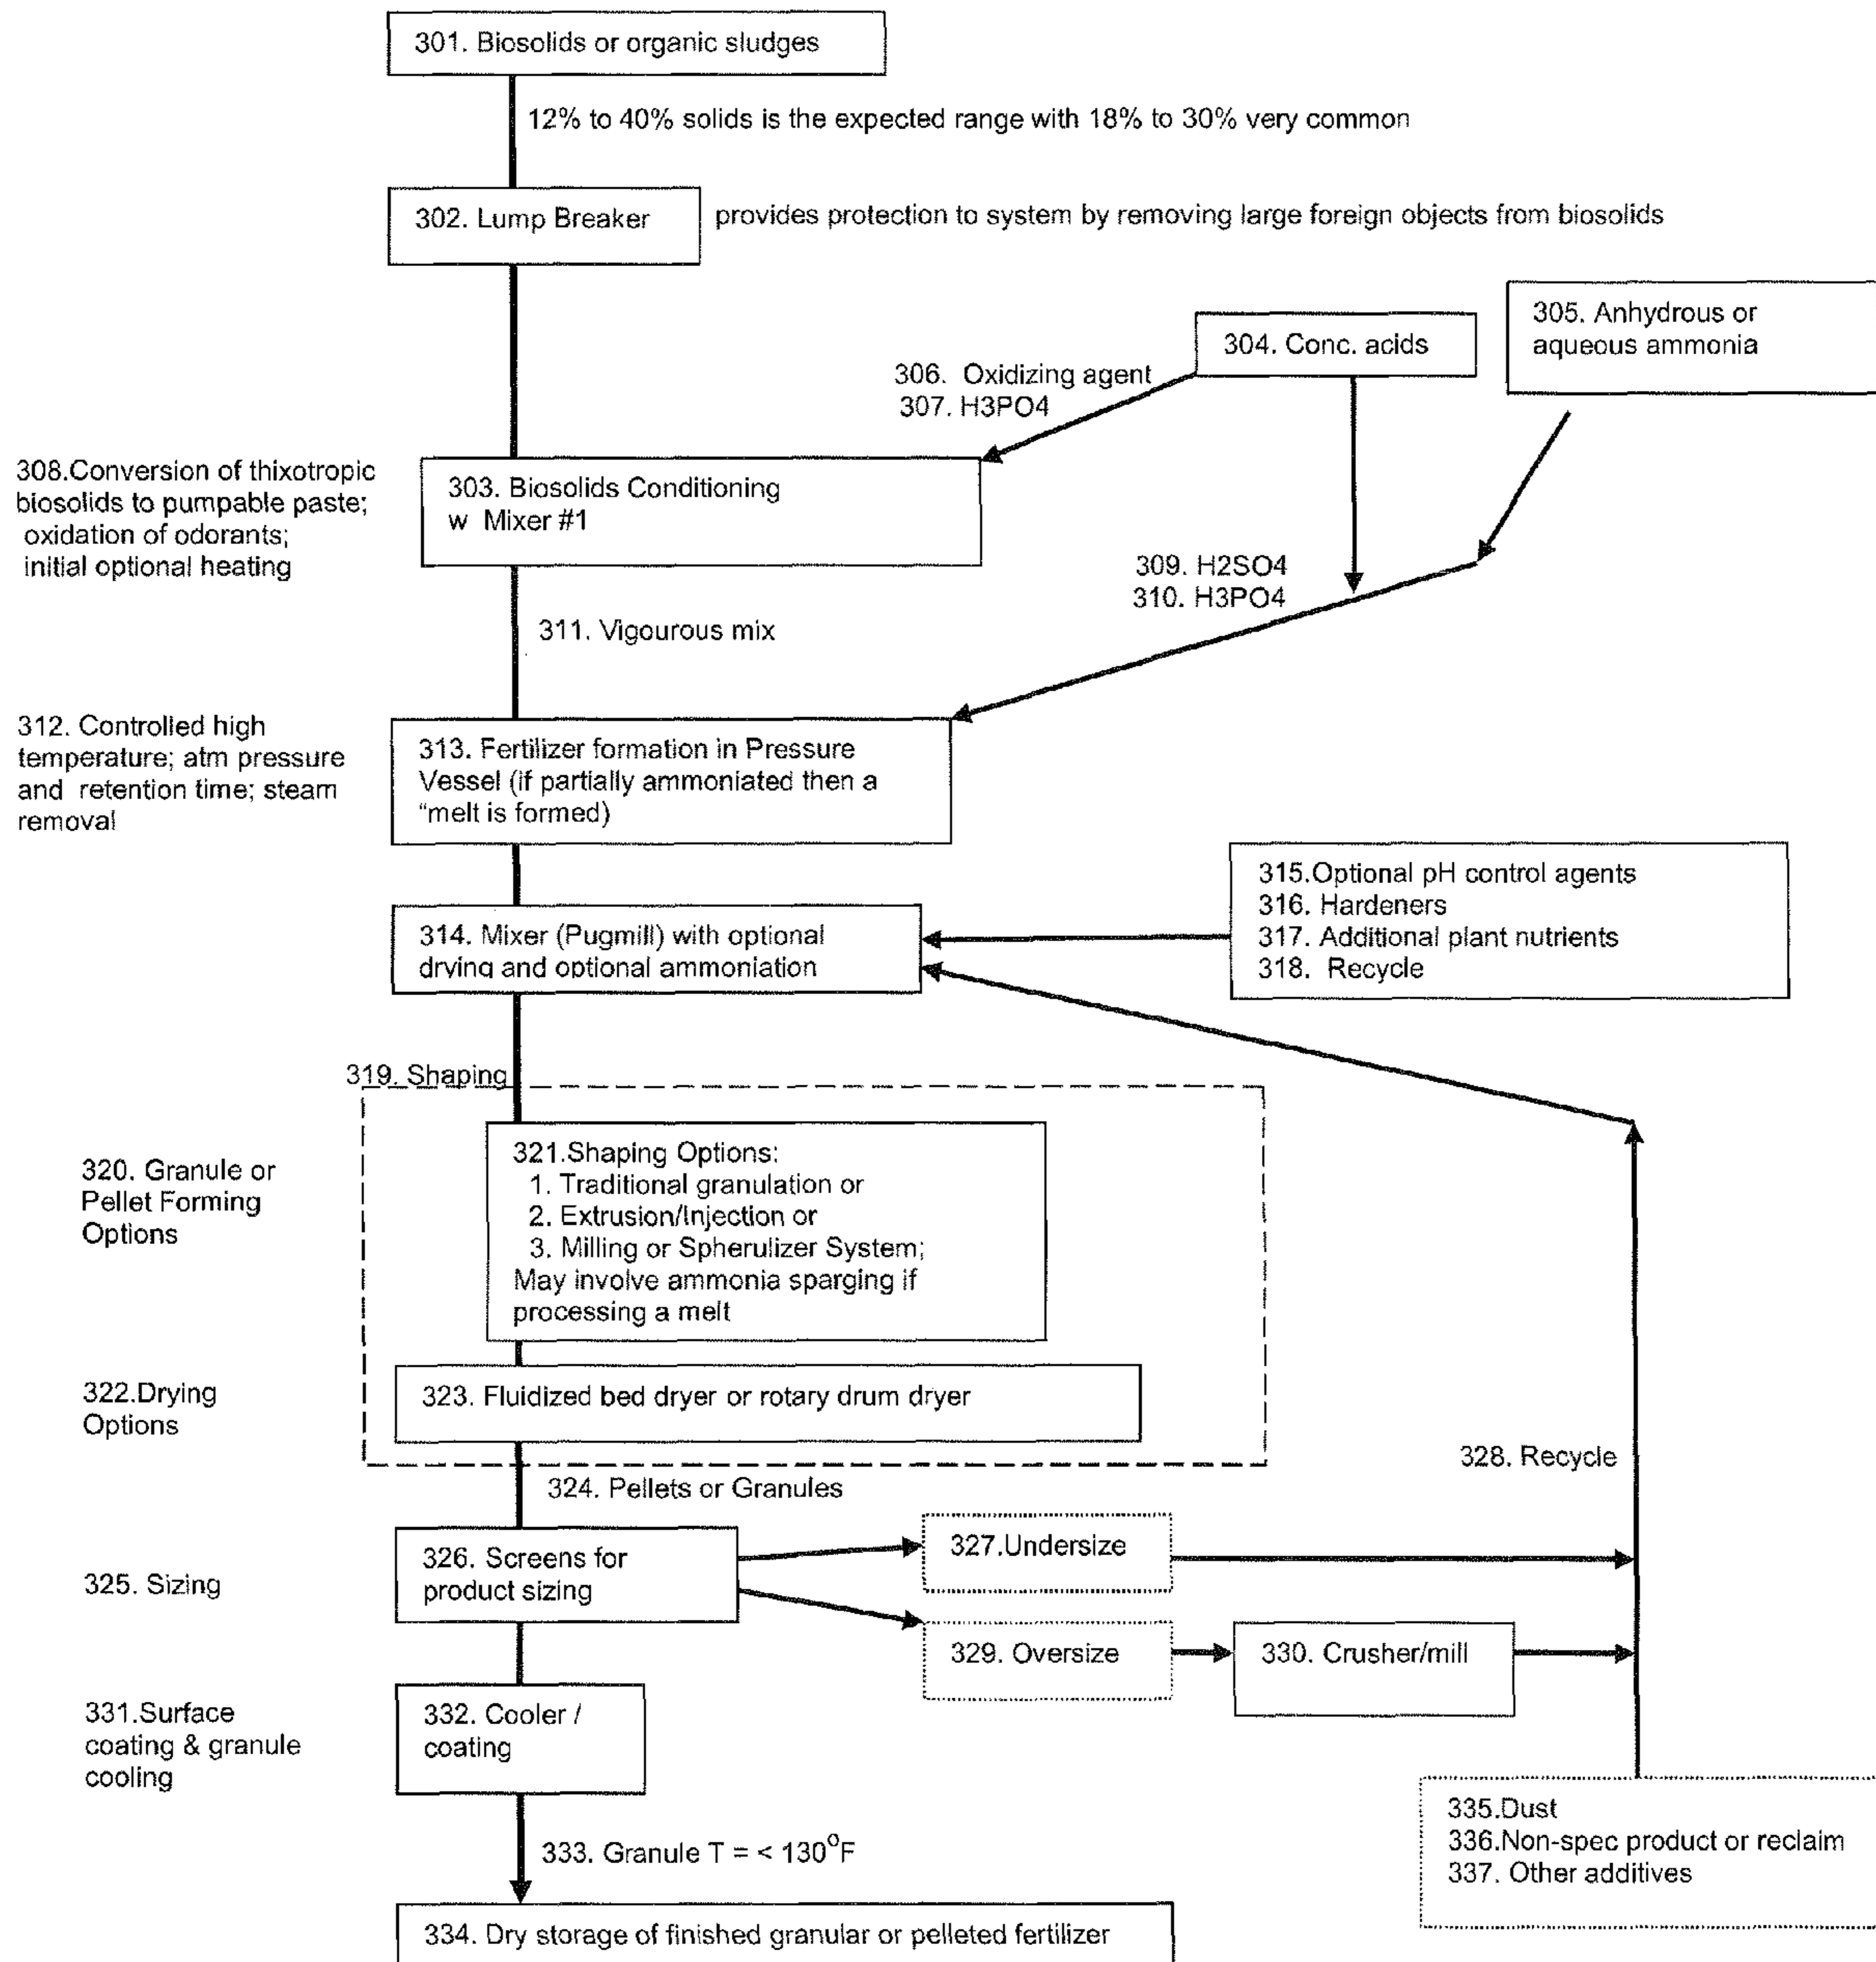 301. Biosolids or organic sludges
12% to 40% solids is the expected range with 18% to 30% very common
302. Lump Breaker
provides protection to system by removing large foreign objects from biosolids
304. Conc. acids
305. Anhydrous or
aqueous ammonia
306. Oxidizing agent
307. H3PO4
308.Conversion of thixotropic
biosolids to pumpable paste;
oxidation of odorants;
initial optional heating
303. Biosolids Conditioning
w Mixer #1
309. H2SO4
310. H3PO4
311. Vigourous mix
312. Controlled high
temperature; atm pressure
and retention time; steam
removal
313. Fertilizer formation in Pressure
Vessel (if partially ammoniated then a
“melt is formed)
314. Mixer (Pugmill) with optional
drying and optional ammoniation
315.Optional pH control agents
316. Hardeners
317. Additional plant nutrients
318. Recycle
319. Shaping
320. Granule or
Pellet Forming
Options
321.Shaping Options:
1. Traditional granulation or
2. Extrusion/Injection or
3. Milling or Spherulizer System;
May involve ammonia sparging if
processing a melt
322.Drying
Options
323. Fluidized bed dryer or rotary drum dryer
324. Pellets or Granules
328. Recycle
325. Sizing
326. Screens for
product sizing
327.Undersize
329. Oversize
330. Crusher/mill
331.Surface
coating & granule
cooling
332. Cooler /
coating
333. Granule T = < 130°F
335.Dust
336.Non-spec product or reclaim
337. Other additives
334. Dry storage of finished granular or pelleted fertilizer